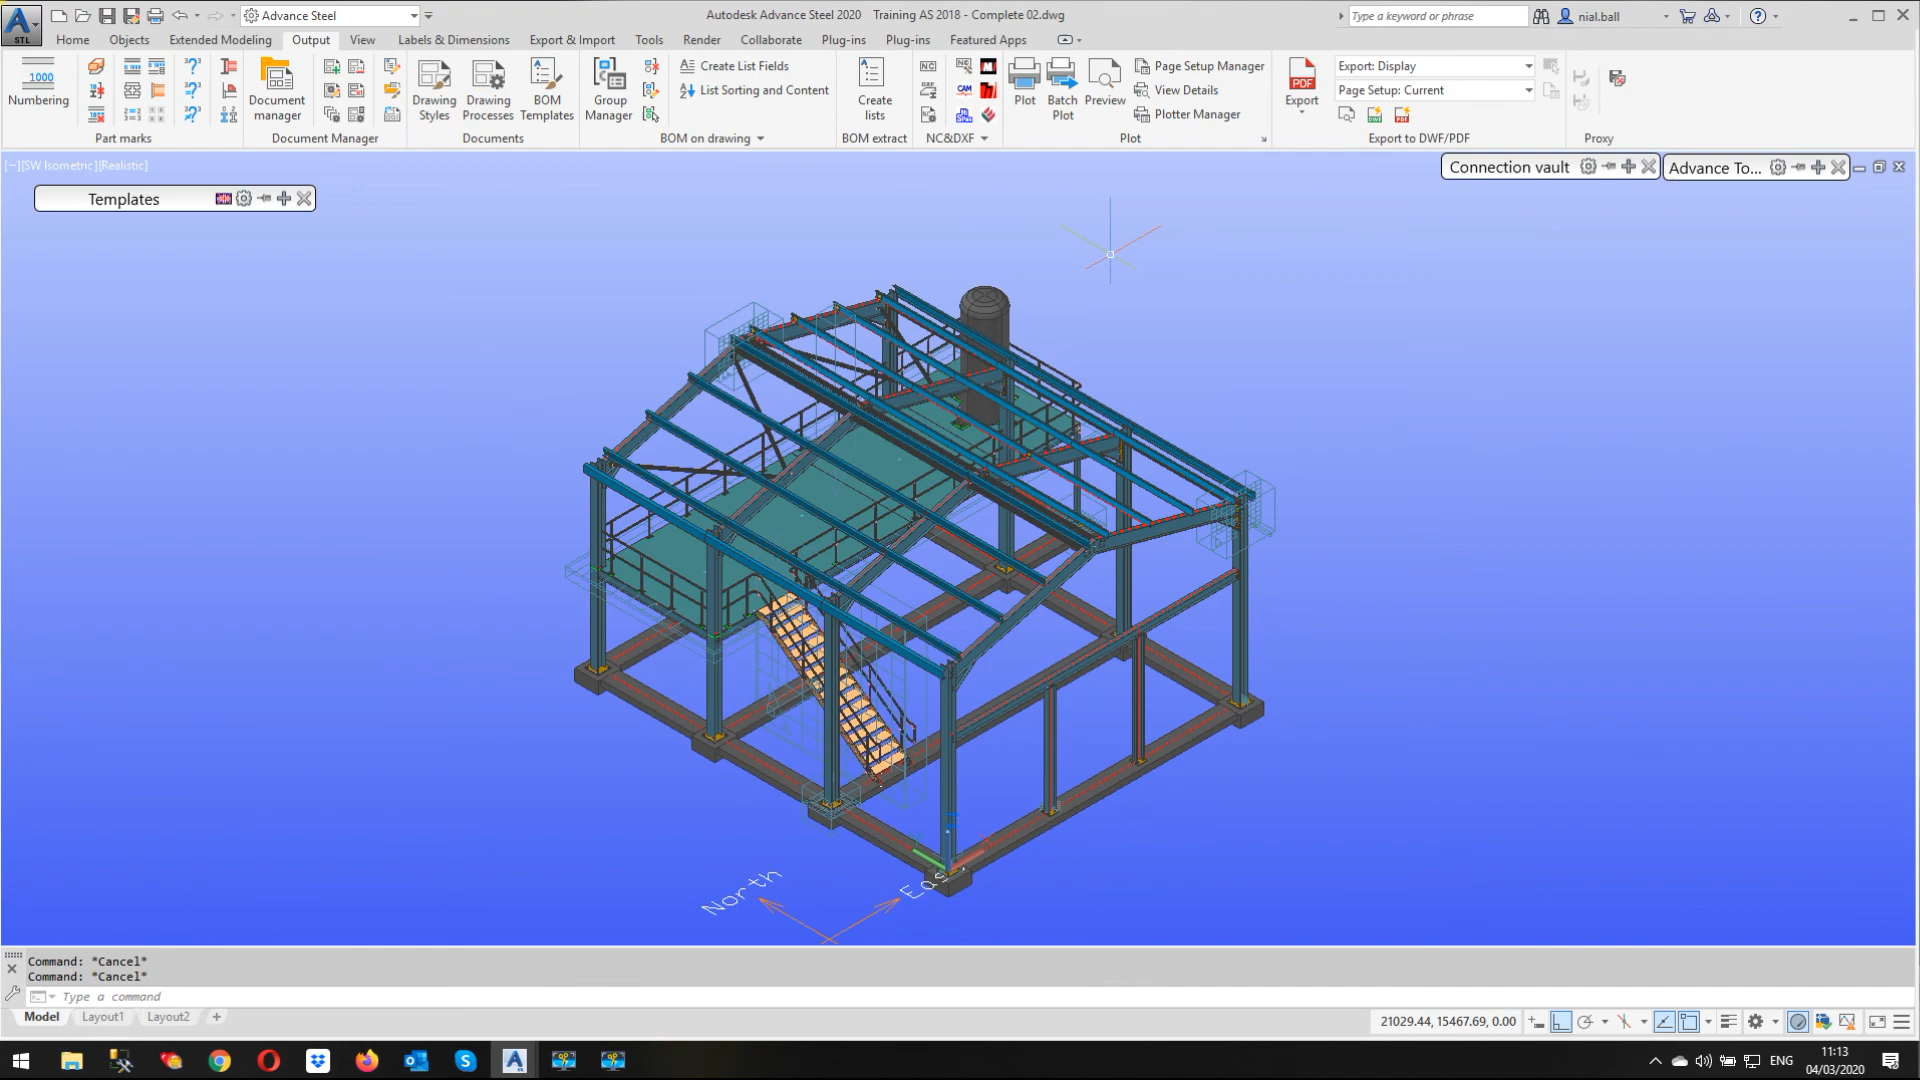 STL
Advance Steel
Autodesk Advance Steel 2020 Training AS 2018 - Complete 02.dwg
Type a keyword or phrase
nial.ball
Home Objects Extended Modeling Output View Labels & Dimensions Export & Import Tools Render Collaborate Plug-ins Plug-ins Featured Apps
1000
Numbering
Part marks
Document manager
Document Manager
Drawing Styles
Drawing Processes
BOM Templates
Documents
Group Manager
Create List Fields
List Sorting and Content
BOM on drawing
Create lists
BOM extract
NC
CAM
NC&DXF
Plot
Batch Plot
Preview
Page Setup Manager
View Details
Plotter Manager
Plot
PDF
Export
Export: Display
Page Setup: Current
Export to DWF/PDF
Proxy
[−][SW Isometric][Realistic]
Connection vault
Advance To...
Templates
North
Command: *Cancel*
Command: *Cancel*
Type a command
Model Layout1 Layout2 +
21029.44, 15467.69, 0.00
ENG
11:13
04/03/2020